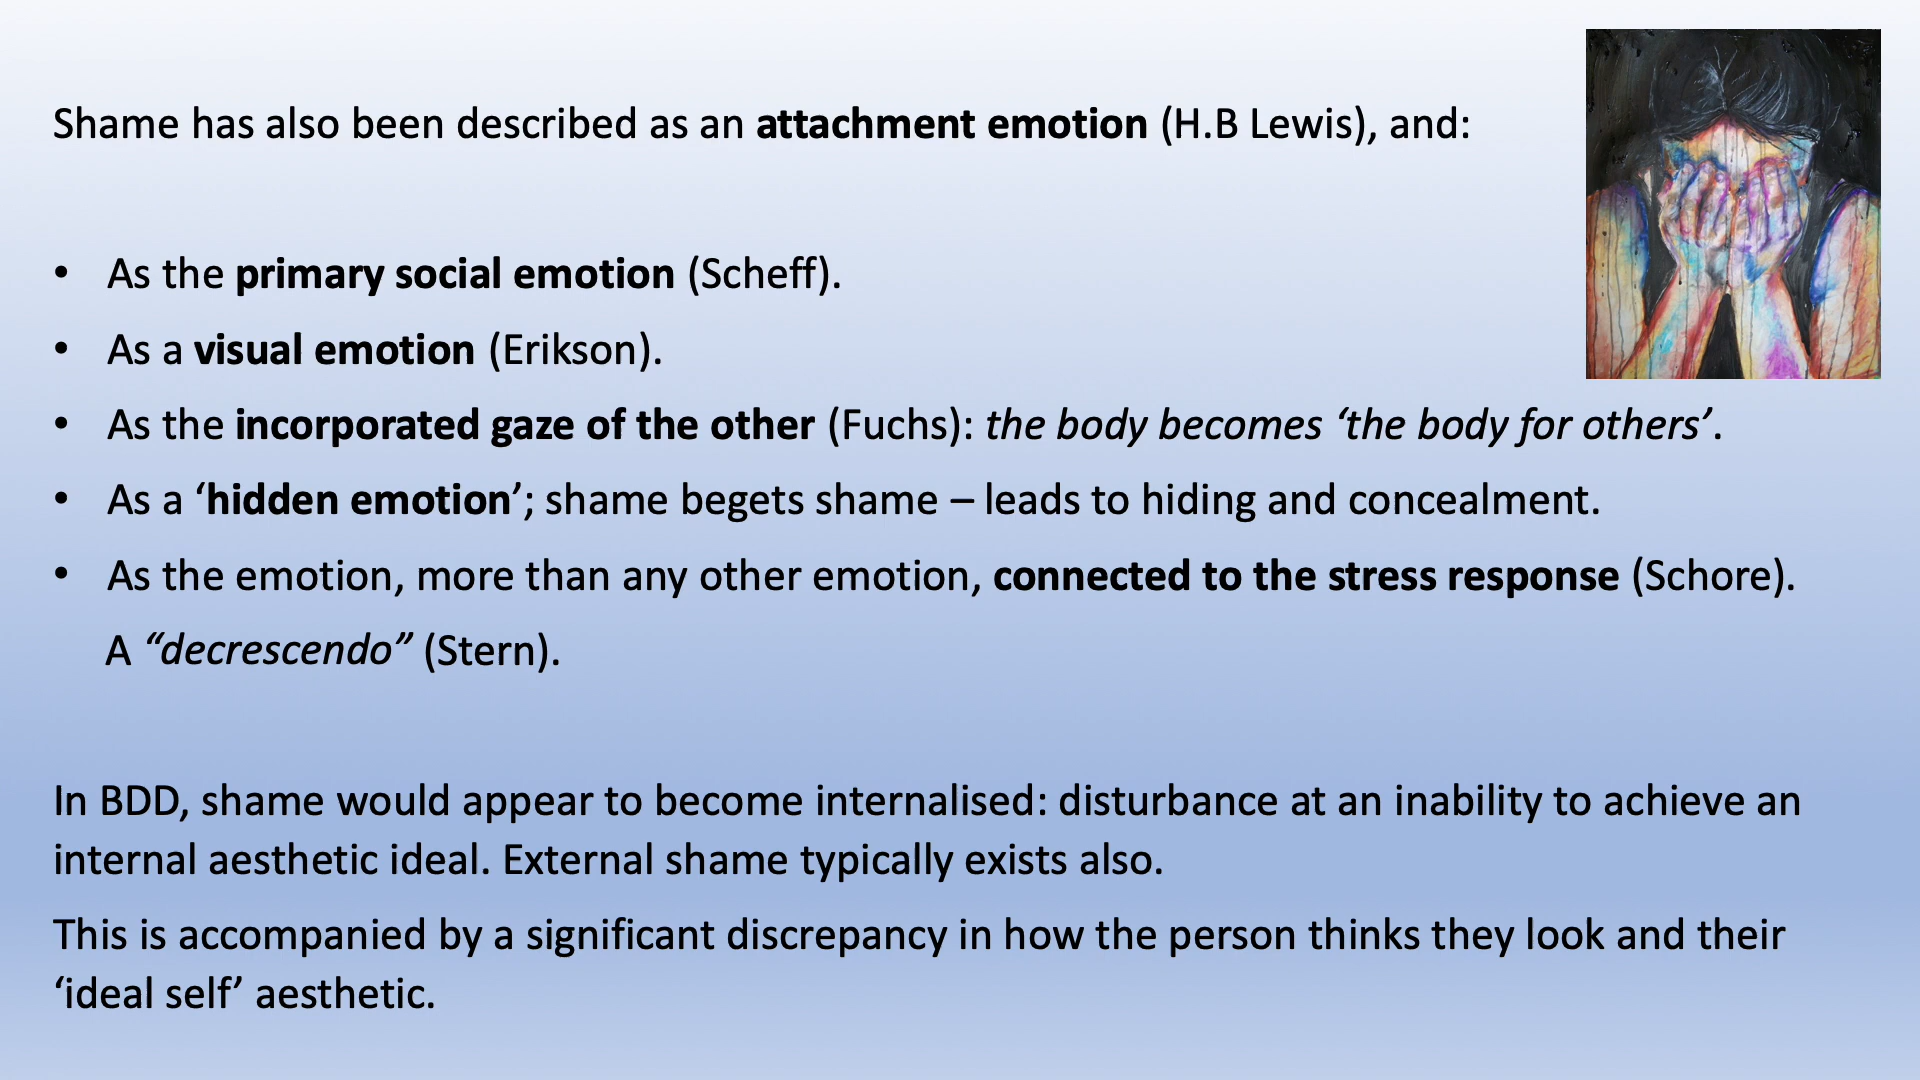 Shame has also been described as an attachment emotion (H.B Lewis), and:
• As the primary social emotion (Scheff).
• As a visual emotion (Erikson).
• As the incorporated gaze of the other (Fuchs): the body becomes ‘the body for others’.
• As a ‘hidden emotion’; shame begets shame – leads to hiding and concealment.
• As the emotion, more than any other emotion, connected to the stress response (Schore).
A “decrescendo” (Stern).
In BDD, shame would appear to become internalised: disturbance at an inability to achieve an
internal aesthetic ideal. External shame typically exists also.
This is accompanied by a significant discrepancy in how the person thinks they look and their
‘ideal self’ aesthetic.